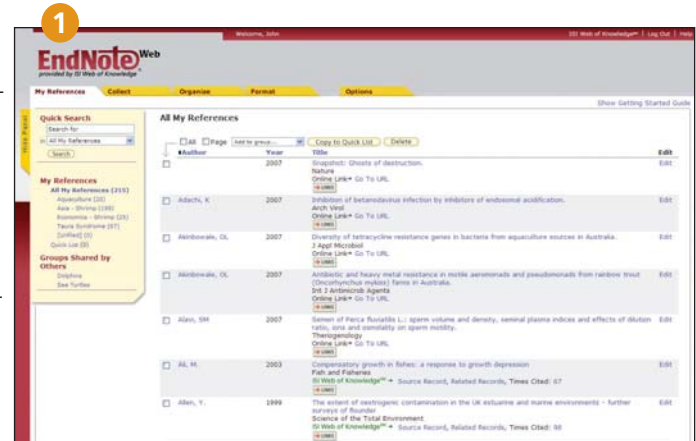 1
Welcome, John
ISI Web of Knowledge℠ | Log Out | Help
EndNote Web
provided by ISI Web of Knowledge
My References Collect Organize Format Options
Show Getting Started Guide
Hide Panel
Quick Search
Search for
in All My References
Search
My References
All My References (215)
Aquaculture (25)
Asia - Shrimp (198)
Economics - Shrimp (25)
Taura Syndrome (57)
[Unfiled] (0)
Quick List (0)
Groups Shared by
Others
Dolphins
Sea Turtles
All My References
All Page Add to group... Copy to Quick List Delete
Author Year Title Edit
2007 Snapshot: Ghosts of destruction. Edit
Nature
Online Link→ Go To URL
LINKS
Adachi, K 2007 Inhibition of betanodavirus infection by inhibitors of endosomal acidification. Edit
Arch Virol
Online Link→ Go To URL
LINKS
Akinbowale, OL 2007 Diversity of tetracycline resistance genes in bacteria from aquaculture sources in Australia. Edit
J Appl Microbiol
Online Link→ Go To URL
LINKS
Akinbowale, OL 2007 Antibiotic and heavy metal resistance in motile aeromonads and pseudomonads from rainbow trout Edit
(Oncorhynchus mykiss) farms in Australia.
Int J Antimicrob Agents
Online Link→ Go To URL
LINKS
Alavi, SM 2007 Semen of Perca fluviatilis L.: sperm volume and density, seminal plasma indices and effects of dilution Edit
ratio, ions and osmolality on sperm motility.
Theriogenology
Online Link→ Go To URL
LINKS
Ali, M. 2003 Compensatory growth in fishes: a response to growth depression Edit
Fish and Fisheries
ISI Web of Knowledge℠ → Source Record, Related Records, Times Cited: 67
LINKS
Allen, Y. 1999 The extent of oestrogenic contamination in the UK estuarine and marine environments - further Edit
surveys of flounder
Science of the Total Environment
ISI Web of Knowledge℠ → Source Record, Related Records, Times Cited: 98
LINKS